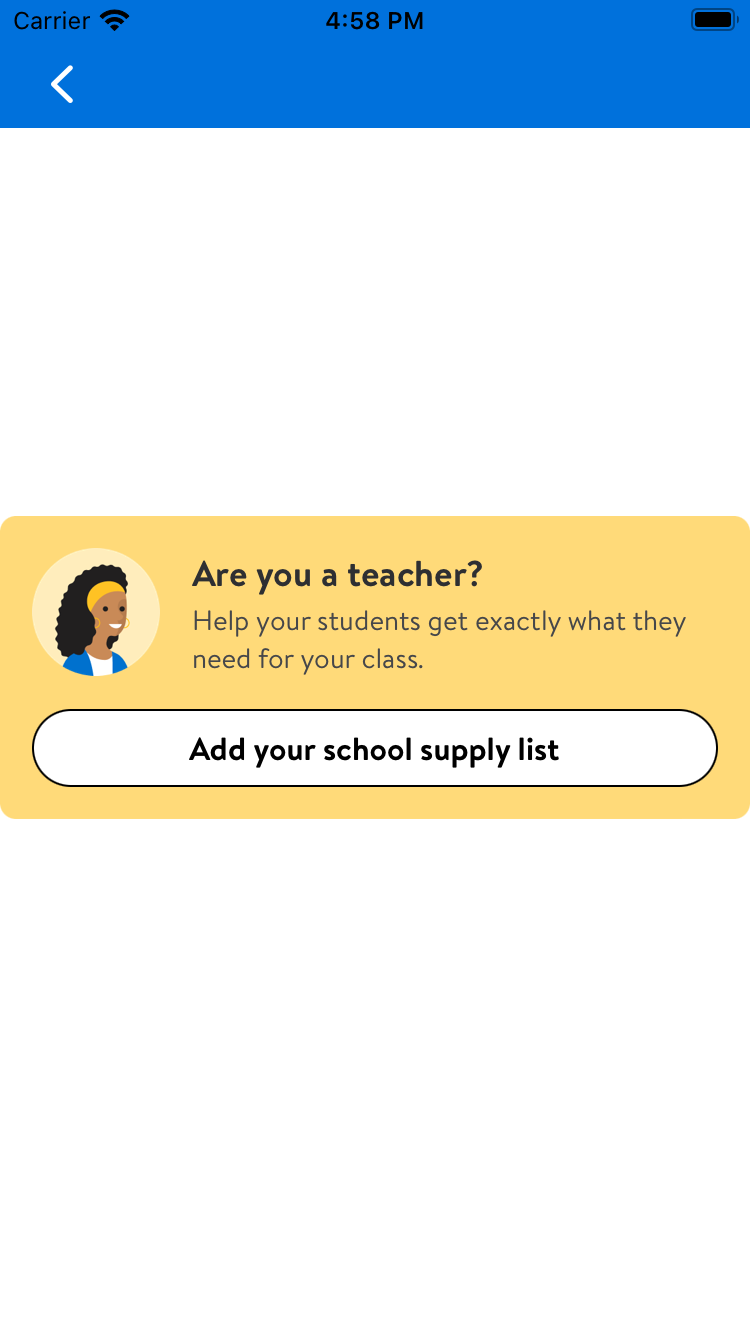 Carrier 4:58 PM
Are you a teacher?
Help your students get exactly what they
need for your class.
Add your school supply list